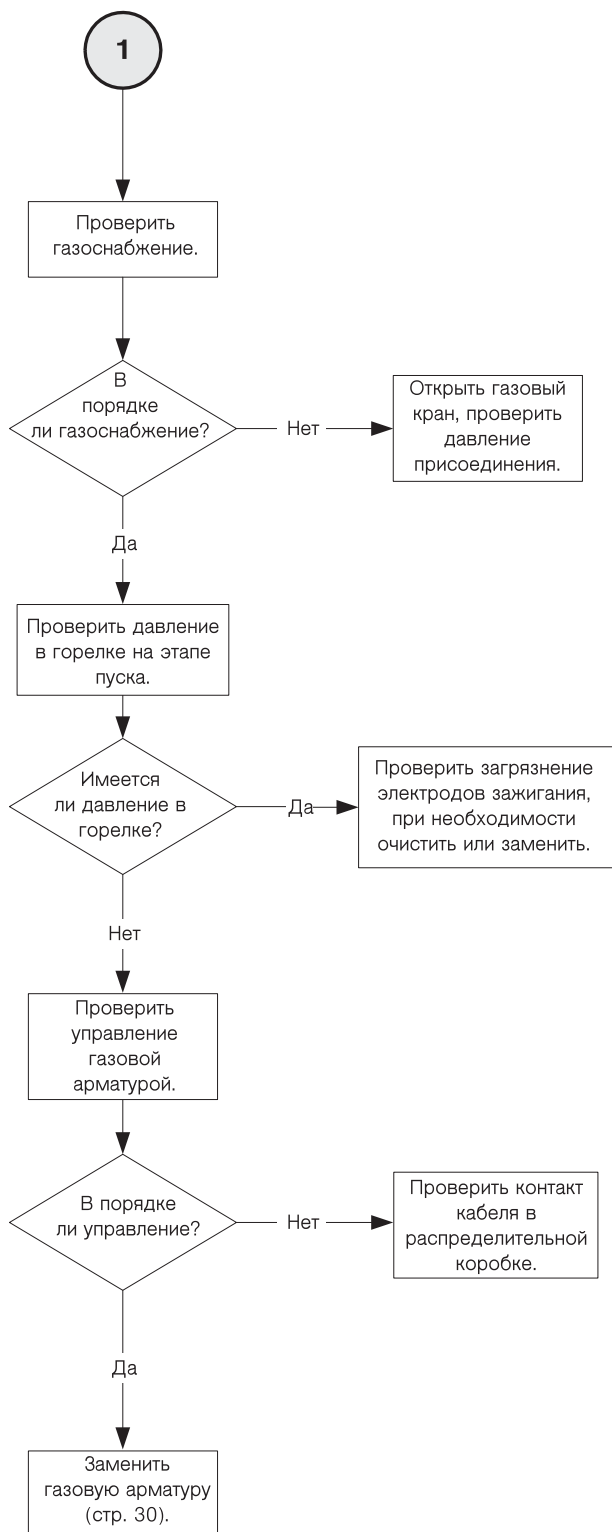 1
Проверить
газоснабжение.
В
порядке
ли газоснабжение?
Нет
Открыть газовый
кран, проверить
давление
присоединения.
Да
Проверить давление
в горелке на этапе
пуска.
Имеется
ли давление в
горелке?
Да
Проверить загрязнение
электродов зажигания,
при необходимости
очистить или заменить.
Нет
Проверить
управление
газовой
арматурой.
В порядке
ли управление?
Нет
Проверить контакт
кабеля в
распределительной
коробке.
Да
Заменить
газовую арматуру
(стр. 30).